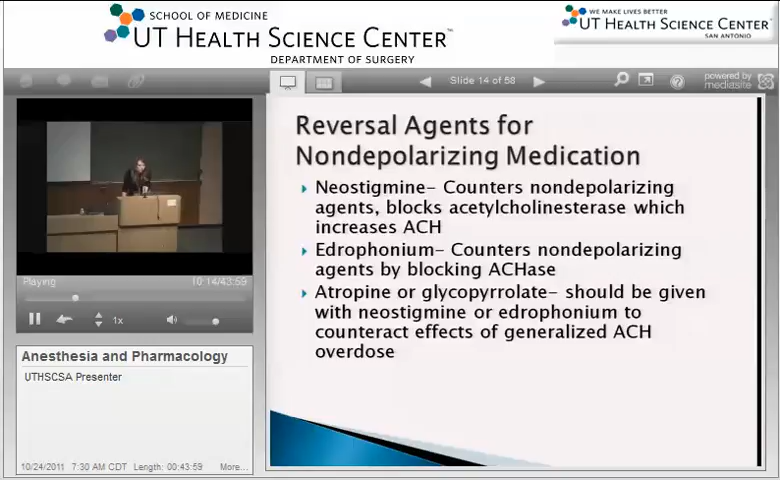 SCHOOL OF MEDICINE
UT HEALTH SCIENCE CENTER™
DEPARTMENT OF SURGERY
WE MAKE LIVES BETTER
UT HEALTH SCIENCE CENTER
SAN ANTONIO
Slide 14 of 58
powered by
mediasite
Reversal Agents for
Nondepolarizing Medication
Neostigmine– Counters nondepolarizing
agents, blocks acetylcholinesterase which
increases ACH
Edrophonium– Counters nondepolarizing
agents by blocking ACHase
Atropine or glycopyrrolate– should be given
with neostigmine or edrophonium to
counteract effects of generalized ACH
overdose
Playing 10:14/43:59
1x
Anesthesia and Pharmacology
UTHSCSA Presenter
10/24/2011 7:30 AM CDT Length: 00:43:59 More...